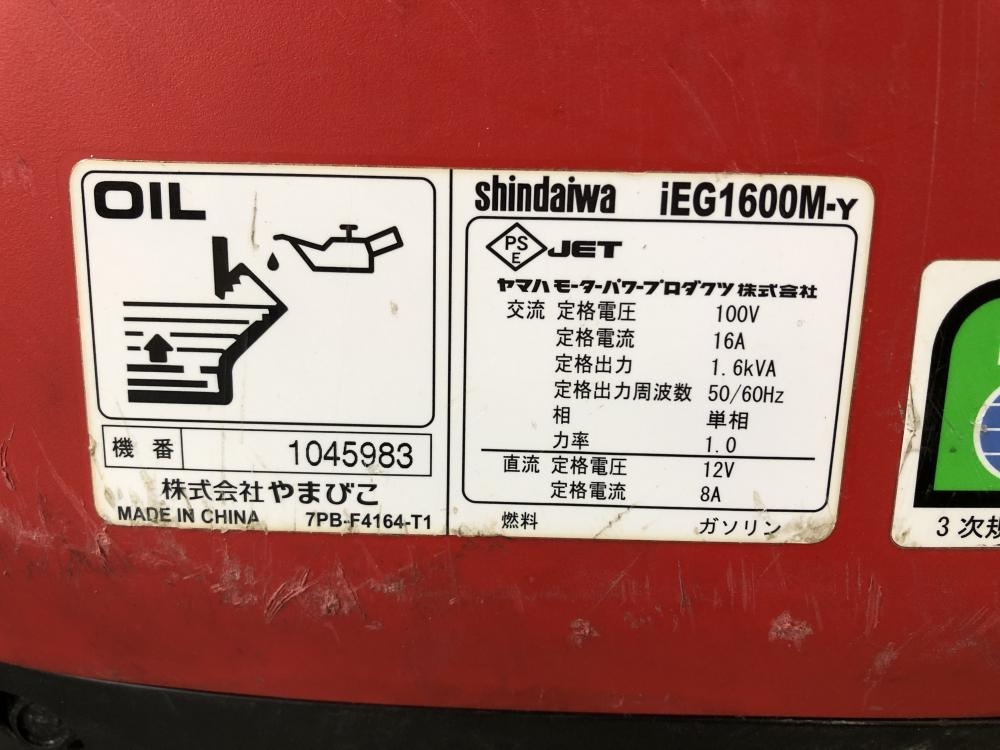 OIL
機番 1045983
株式会社やまびこ
MADE IN CHINA 7PB-F4164-T1
shindaiwa iEG1600M-Y
PS
E
JET
ヤマハモーターパワープロダクツ株式会社
交流 定格電圧 100V
定格電流 16A
定格出力 1.6kVA
定格出力周波数 50/60Hz
相 単相
力率 1.0
直流 定格電圧 12V
定格電流 8A
燃料 ガソリン
3次規